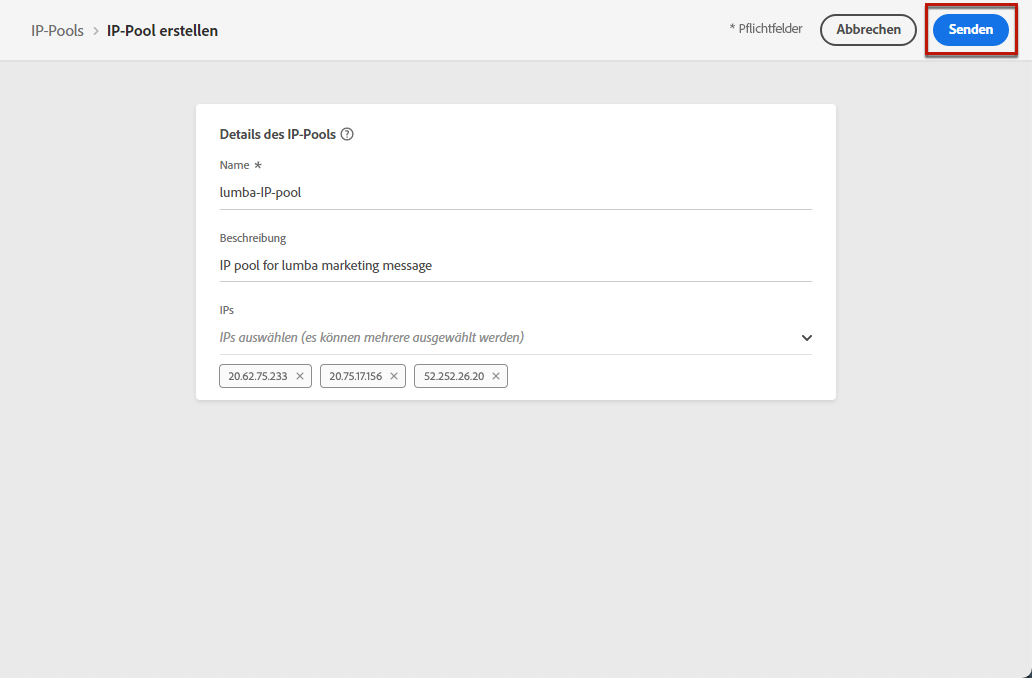 IP-Pools > IP-Pool erstellen
* Pflichtfelder
Abbrechen
Senden
Details des IP-Pools ?
Name *
lumba-IP-pool
Beschreibung
IP pool for lumba marketing message
IPs
IPs auswählen (es können mehrere ausgewählt werden)
20.62.75.233 × 20.75.17.156 × 52.252.26.20 ×